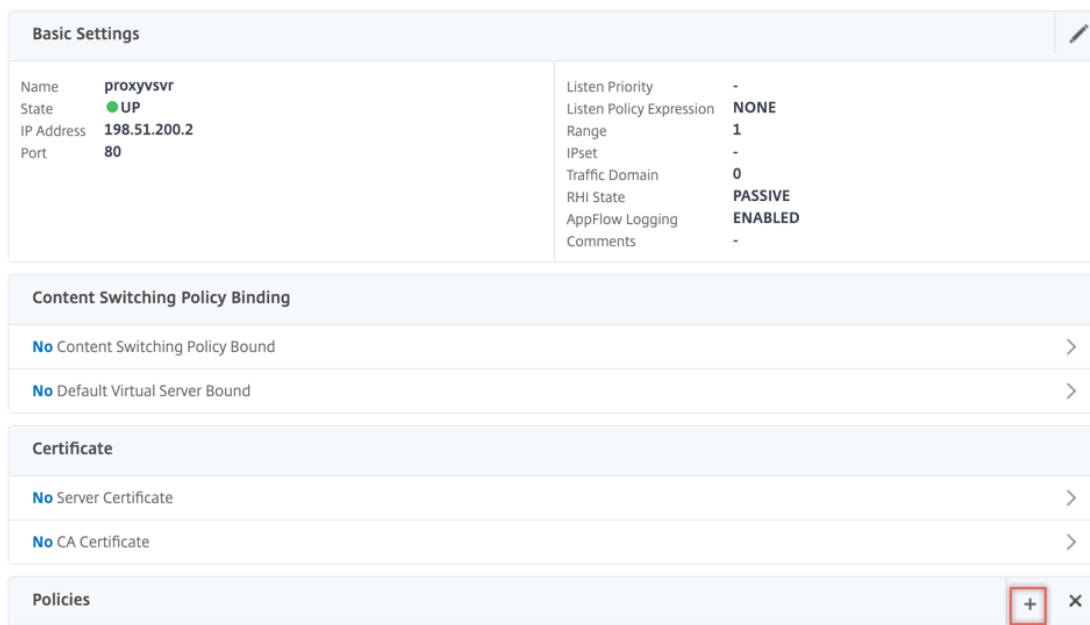 Basic Settings
Name proxyvsvr
State UP
IP Address 198.51.200.2
Port 80
Listen Priority -
Listen Policy Expression NONE
Range 1
IPset -
Traffic Domain 0
RHI State PASSIVE
AppFlow Logging ENABLED
Comments -
Content Switching Policy Binding
No Content Switching Policy Bound
No Default Virtual Server Bound
Certificate
No Server Certificate
No CA Certificate
Policies